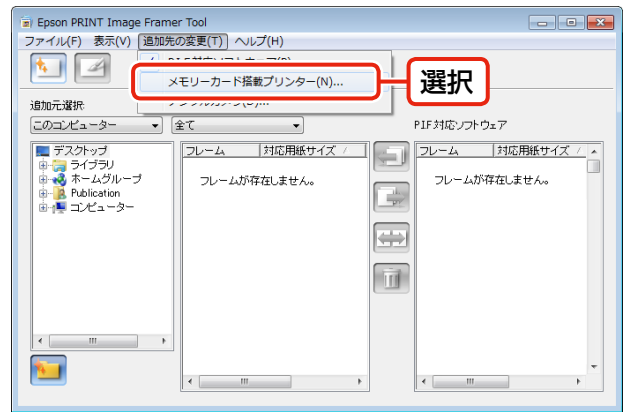 Epson PRINT Image Framer Tool
ファイル(F) 表示(V) 追加先の変更(T) ヘルプ(H)
メモリーカード搭載プリンター(N)...
選択
追加元選択:
このコンピューター 全て PIF対応ソフトウェア
デスクトップ
ライブラリ
ホームグループ
Publication
コンピューター
フレーム 対応用紙サイズ
フレームが存在しません。
フレーム 対応用紙サイズ
フレームが存在しません。